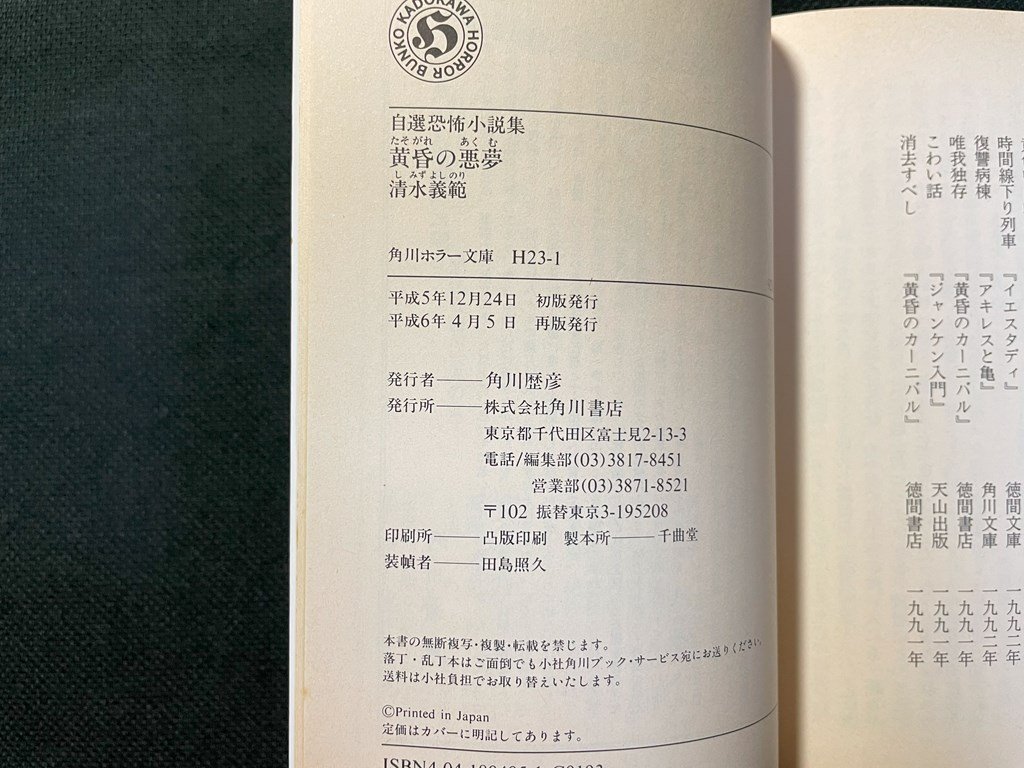 KADOKAWA HORROR BUNKO
H
自選恐怖小説集
たそがれ あくむ
黄昏の悪夢
しみずよしのり
清水義範
角川ホラー文庫 H23-1
平成5年12月24日 初版発行
平成6年4月5日 再版発行
発行者――角川歴彦
発行所――株式会社角川書店
東京都千代田区富士見2-13-3
電話/編集部(03)3817-8451
営業部(03)3871-8521
〒102 振替東京3-195208
印刷所――凸版印刷 製本所――千曲堂
装幀者――田島照久
本書の無断複写・複製・転載を禁じます。
落丁・乱丁本はご面倒でも小社角川ブック・サービス宛にお送りください。
送料は小社負担でお取り替えいたします。
©Printed in Japan
定価はカバーに明記してあります。
時間線下り列車 『イエスタディ』 徳間文庫 一九九二年
復讐病棟 『アキレスと亀』 角川文庫 一九九二年
唯我独存 『黄昏のカーニバル』 徳間書店 一九九一年
こわい話 『ジャンケン入門』 天山出版 一九九一年
消去すべし 『黄昏のカーニバル』 徳間書店 一九九一年